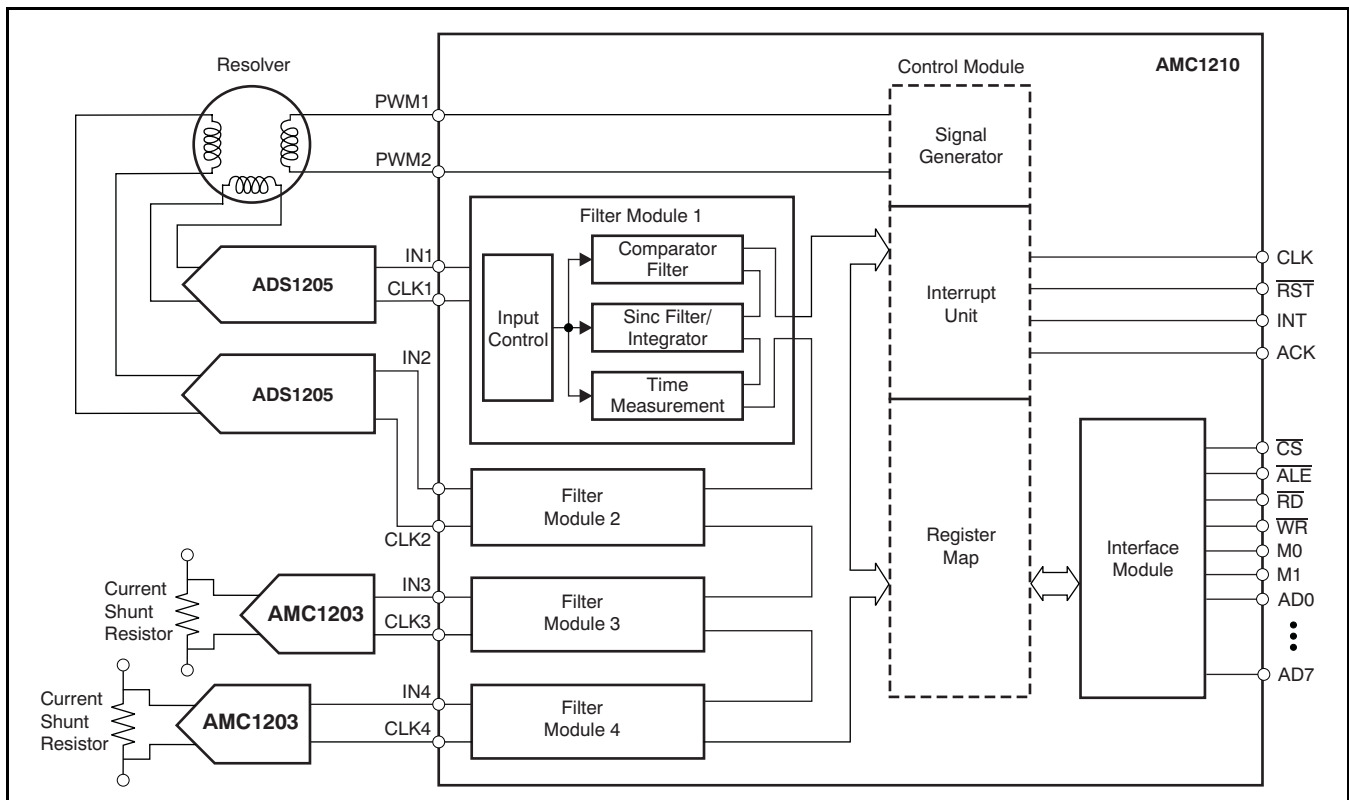 Resolver
PWM1
PWM2
AMC1210
Control Module
Signal
Generator
Filter Module 1
Input
Control
Comparator
Filter
Sinc Filter/
Integrator
Time
Measurement
IN1
CLK1
ADS1205
IN2
ADS1205
CLK2
Filter
Module 2
Interrupt
Unit
CLK
RST
INT
ACK
Register
Map
Interface
Module
CS
ALE
RD
WR
M0
M1
AD0
AD7
Current
Shunt
Resistor
AMC1203
IN3
CLK3
Filter
Module 3
Current
Shunt
Resistor
AMC1203
IN4
CLK4
Filter
Module 4